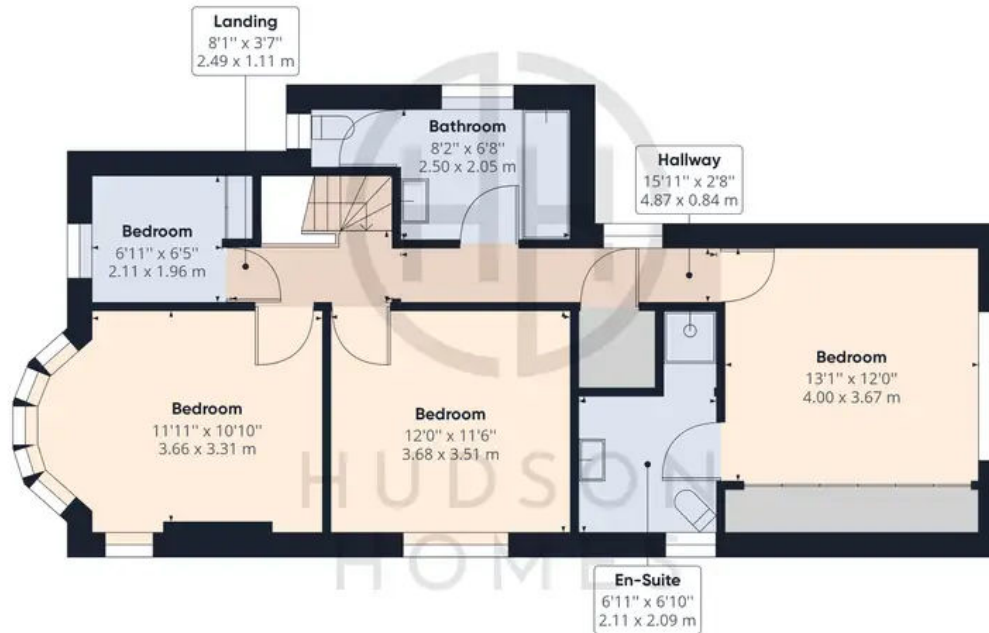 Landing
8'1" x 3'7"
2.49 x 1.11 m
Bathroom
8'2" x 6'8"
2.50 x 2.05 m
Hallway
15'11" x 2'8"
4.87 x 0.84 m
Bedroom
6'11" x 6'5"
2.11 x 1.96 m
Bedroom
11'11" x 10'10"
3.66 x 3.31 m
Bedroom
12'0" x 11'6"
3.68 x 3.51 m
Bedroom
13'1" x 12'0"
4.00 x 3.67 m
HUDSON
HOMES
En-Suite
6'11" x 6'10"
2.11 x 2.09 m